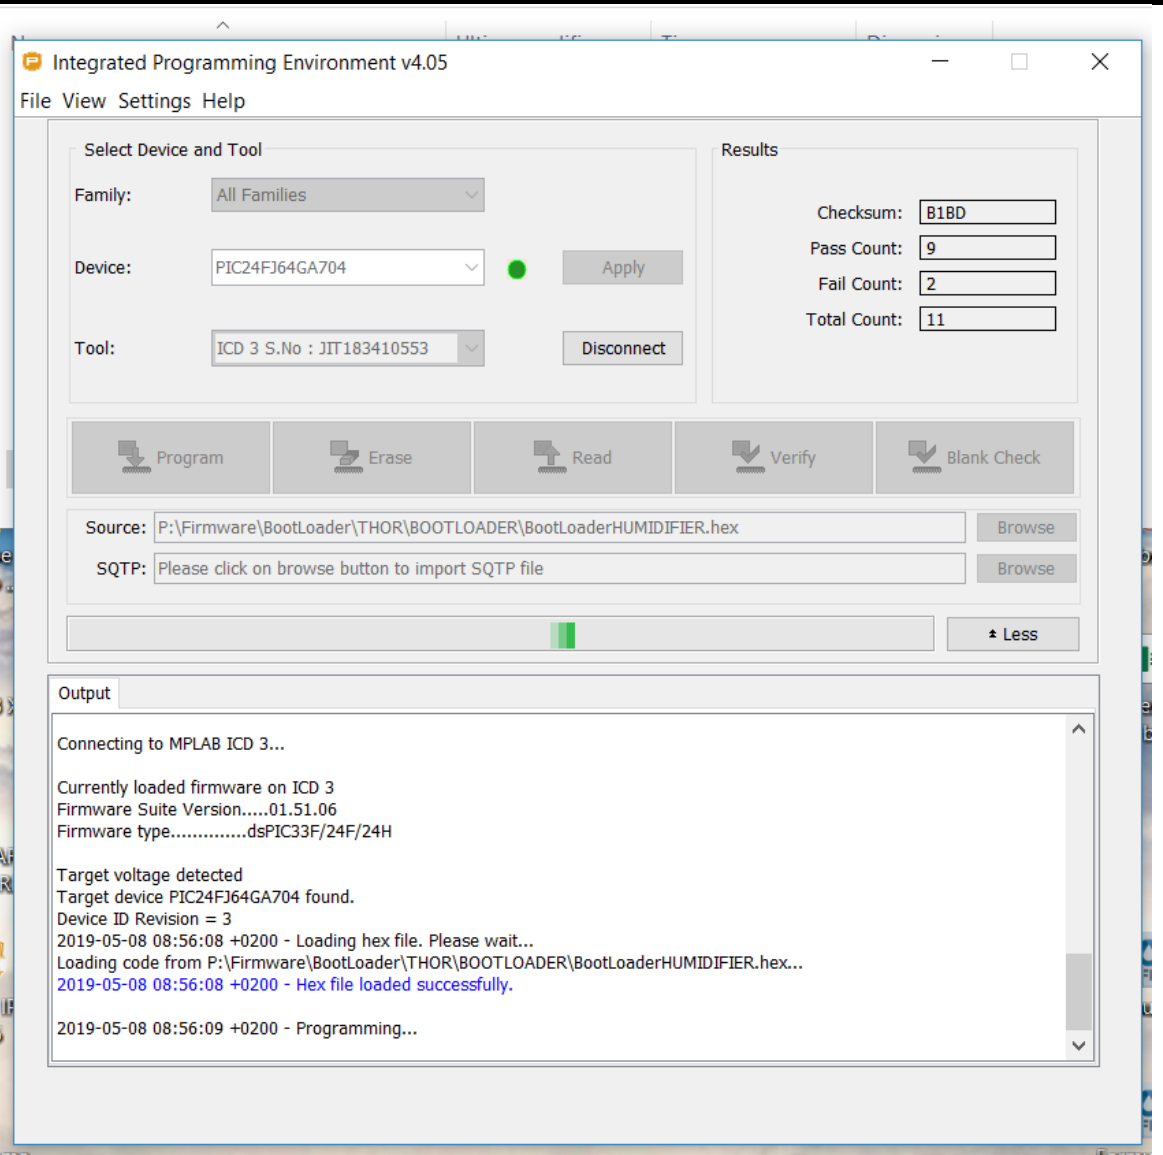 Integrated Programming Environment v4.05
File View Settings Help
Select Device and Tool
Family: All Families
Device: PIC24FJ64GA704 Apply
Tool: ICD 3 S.No : JIT183410553 Disconnect
Results
Checksum: B1BD
Pass Count: 9
Fail Count: 2
Total Count: 11
Program Erase Read Verify Blank Check
Source: P:\Firmware\BootLoader\THOR\BOOTLOADER\BootLoaderHUMIDIFIER.hex Browse
SQTP: Please click on browse button to import SQTP file Browse
Less
Output
Connecting to MPLAB ICD 3...
Currently loaded firmware on ICD 3
Firmware Suite Version.....01.51.06
Firmware type..............dsPIC33F/24F/24H
Target voltage detected
Target device PIC24FJ64GA704 found.
Device ID Revision = 3
2019-05-08 08:56:08 +0200 - Loading hex file. Please wait...
Loading code from P:\Firmware\BootLoader\THOR\BOOTLOADER\BootLoaderHUMIDIFIER.hex...
2019-05-08 08:56:08 +0200 - Hex file loaded successfully.
2019-05-08 08:56:09 +0200 - Programming...